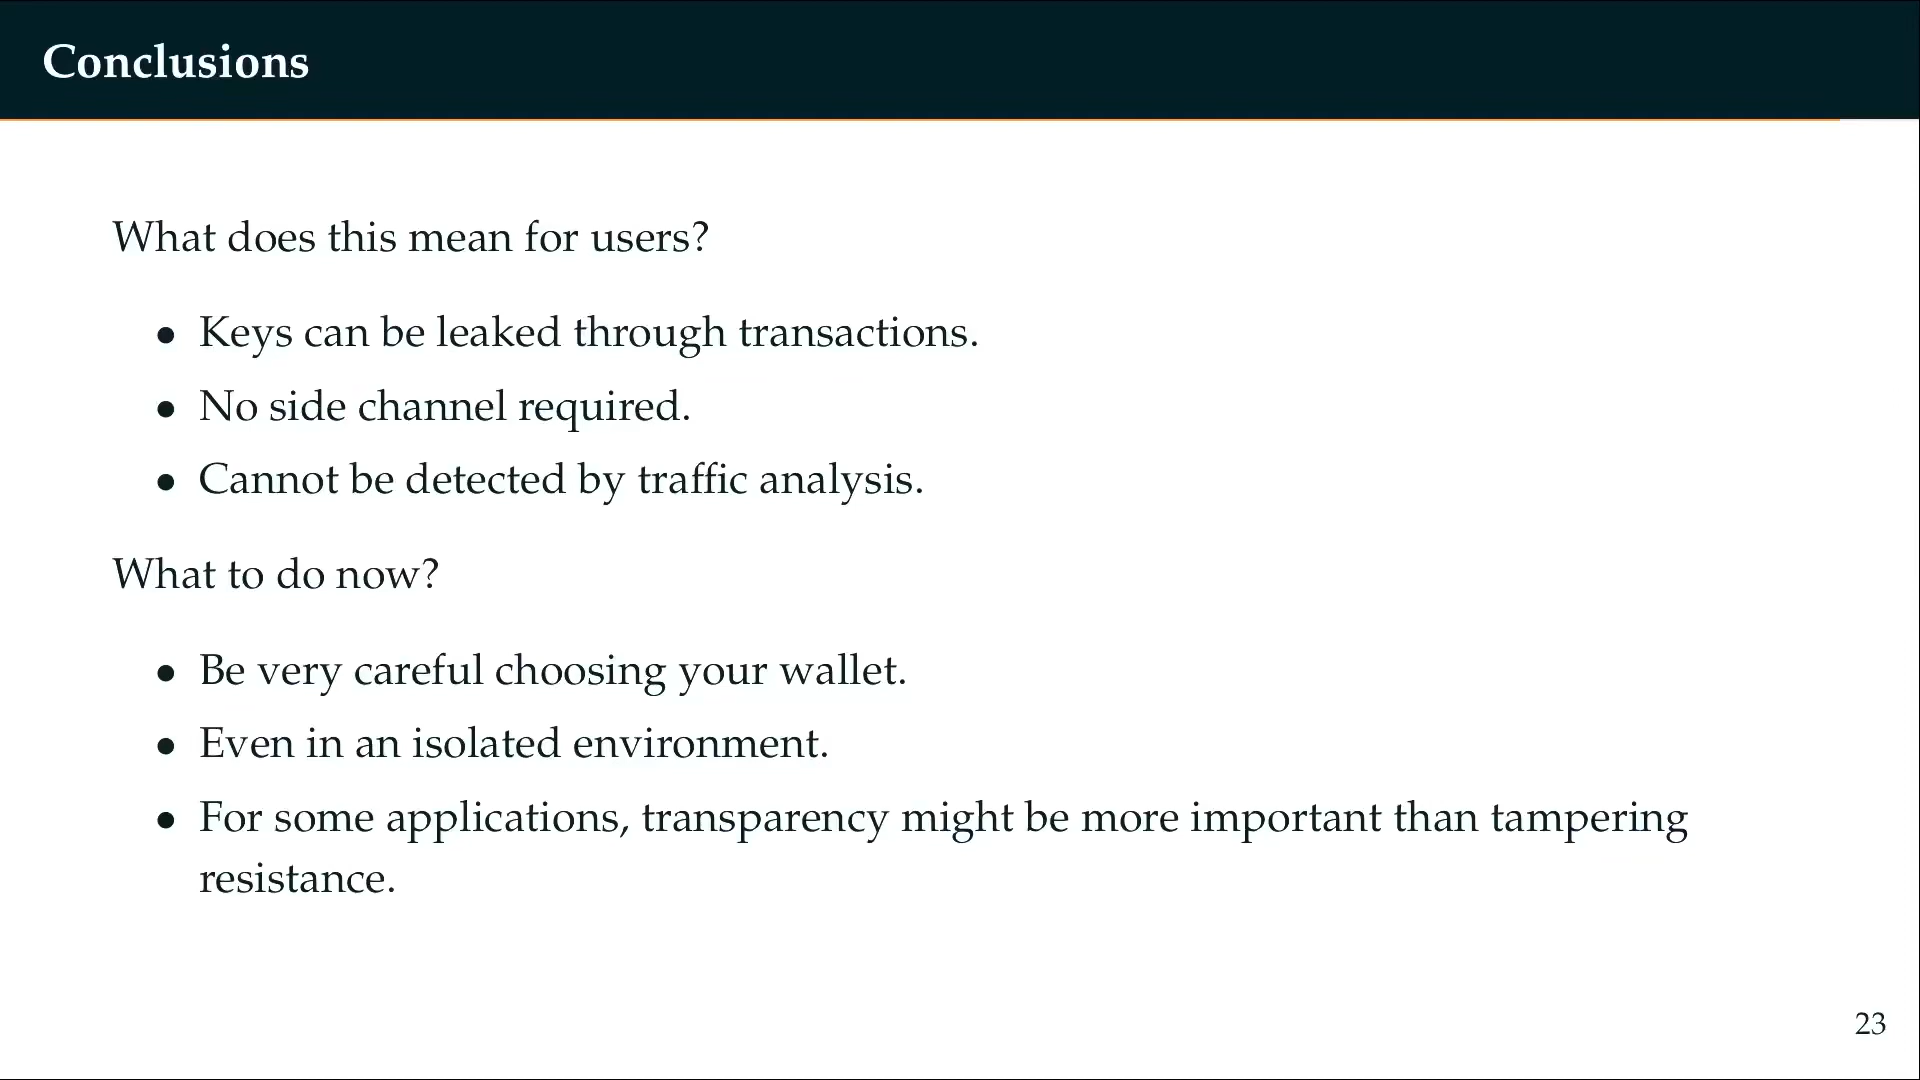 Conclusions
What does this mean for users?
• Keys can be leaked through transactions.
• No side channel required.
• Cannot be detected by traffic analysis.
What to do now?
• Be very careful choosing your wallet.
• Even in an isolated environment.
• For some applications, transparency might be more important than tampering
resistance.
23